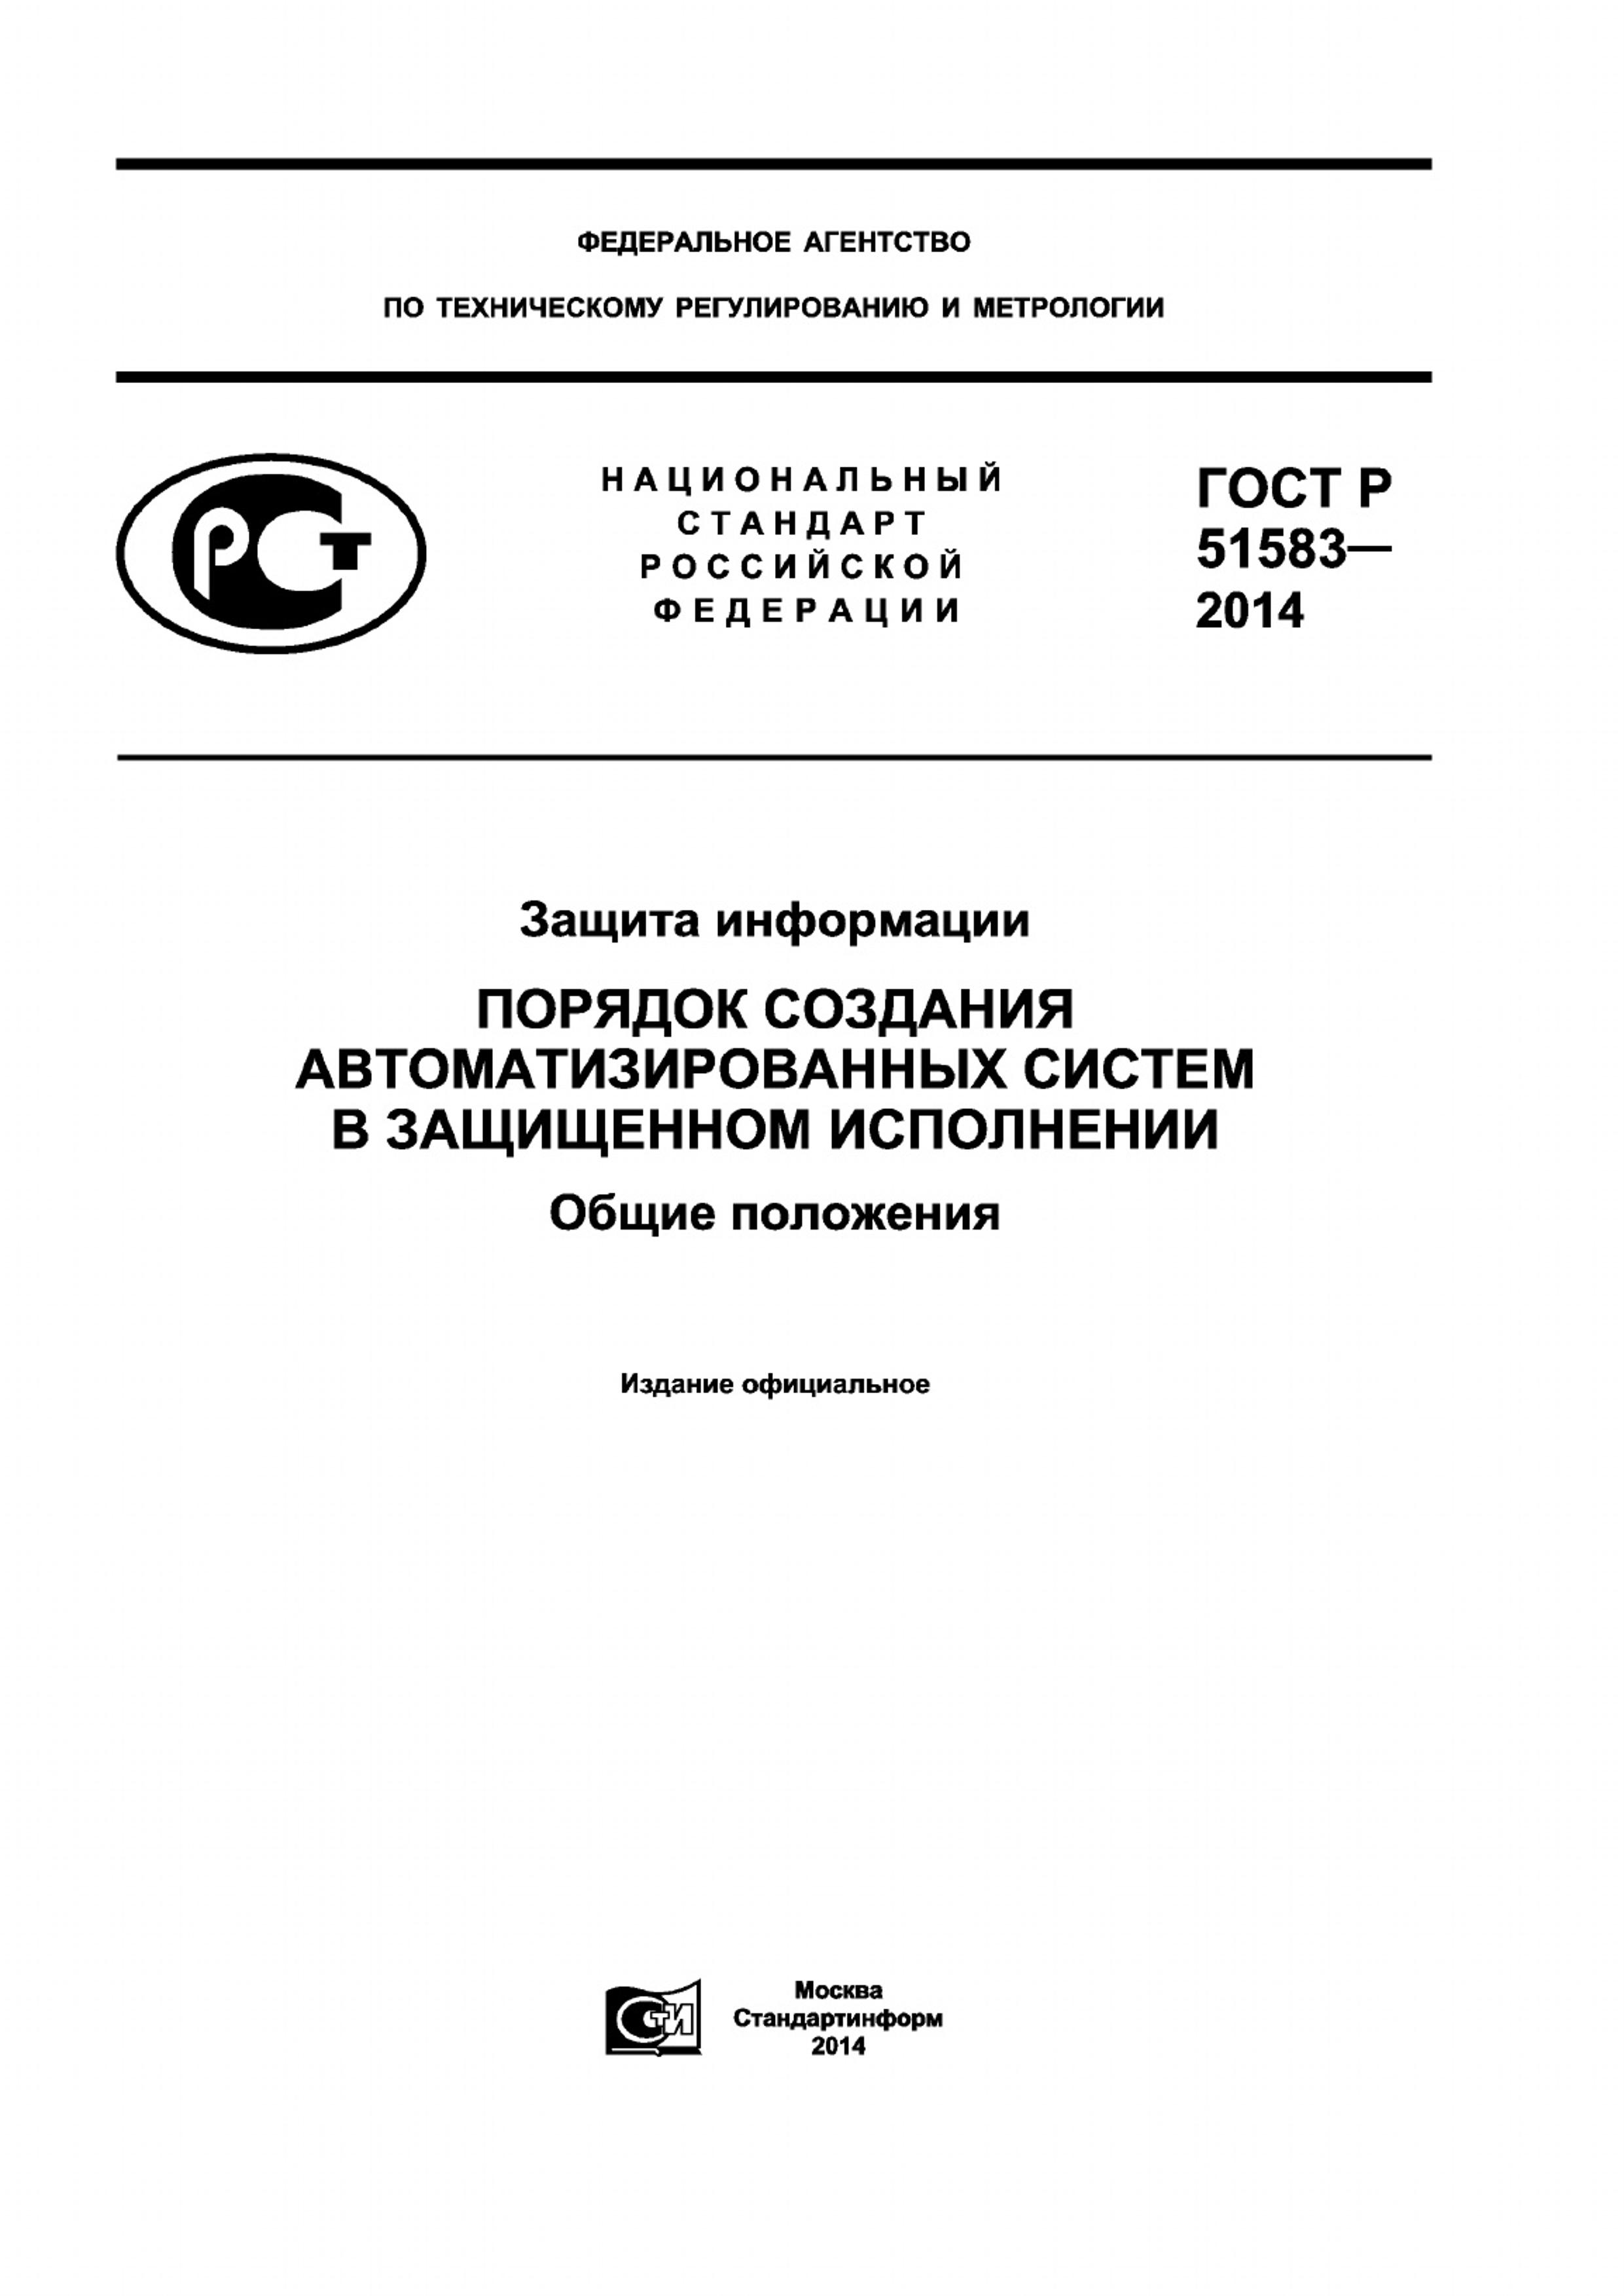 ФЕДЕРАЛЬНОЕ АГЕНТСТВО
ПО ТЕХНИЧЕСКОМУ РЕГУЛИРОВАНИЮ И МЕТРОЛОГИИ
РСТ
НАЦИОНАЛЬНЫЙ
СТАНДАРТ
РОССИЙСКОЙ
ФЕДЕРАЦИИ
ГОСТ Р
51583—
2014
Защита информации
ПОРЯДОК СОЗДАНИЯ
АВТОМАТИЗИРОВАННЫХ СИСТЕМ
В ЗАЩИЩЕННОМ ИСПОЛНЕНИИ
Общие положения
Издание официальное
СТИ
Москва
Стандартинформ
2014